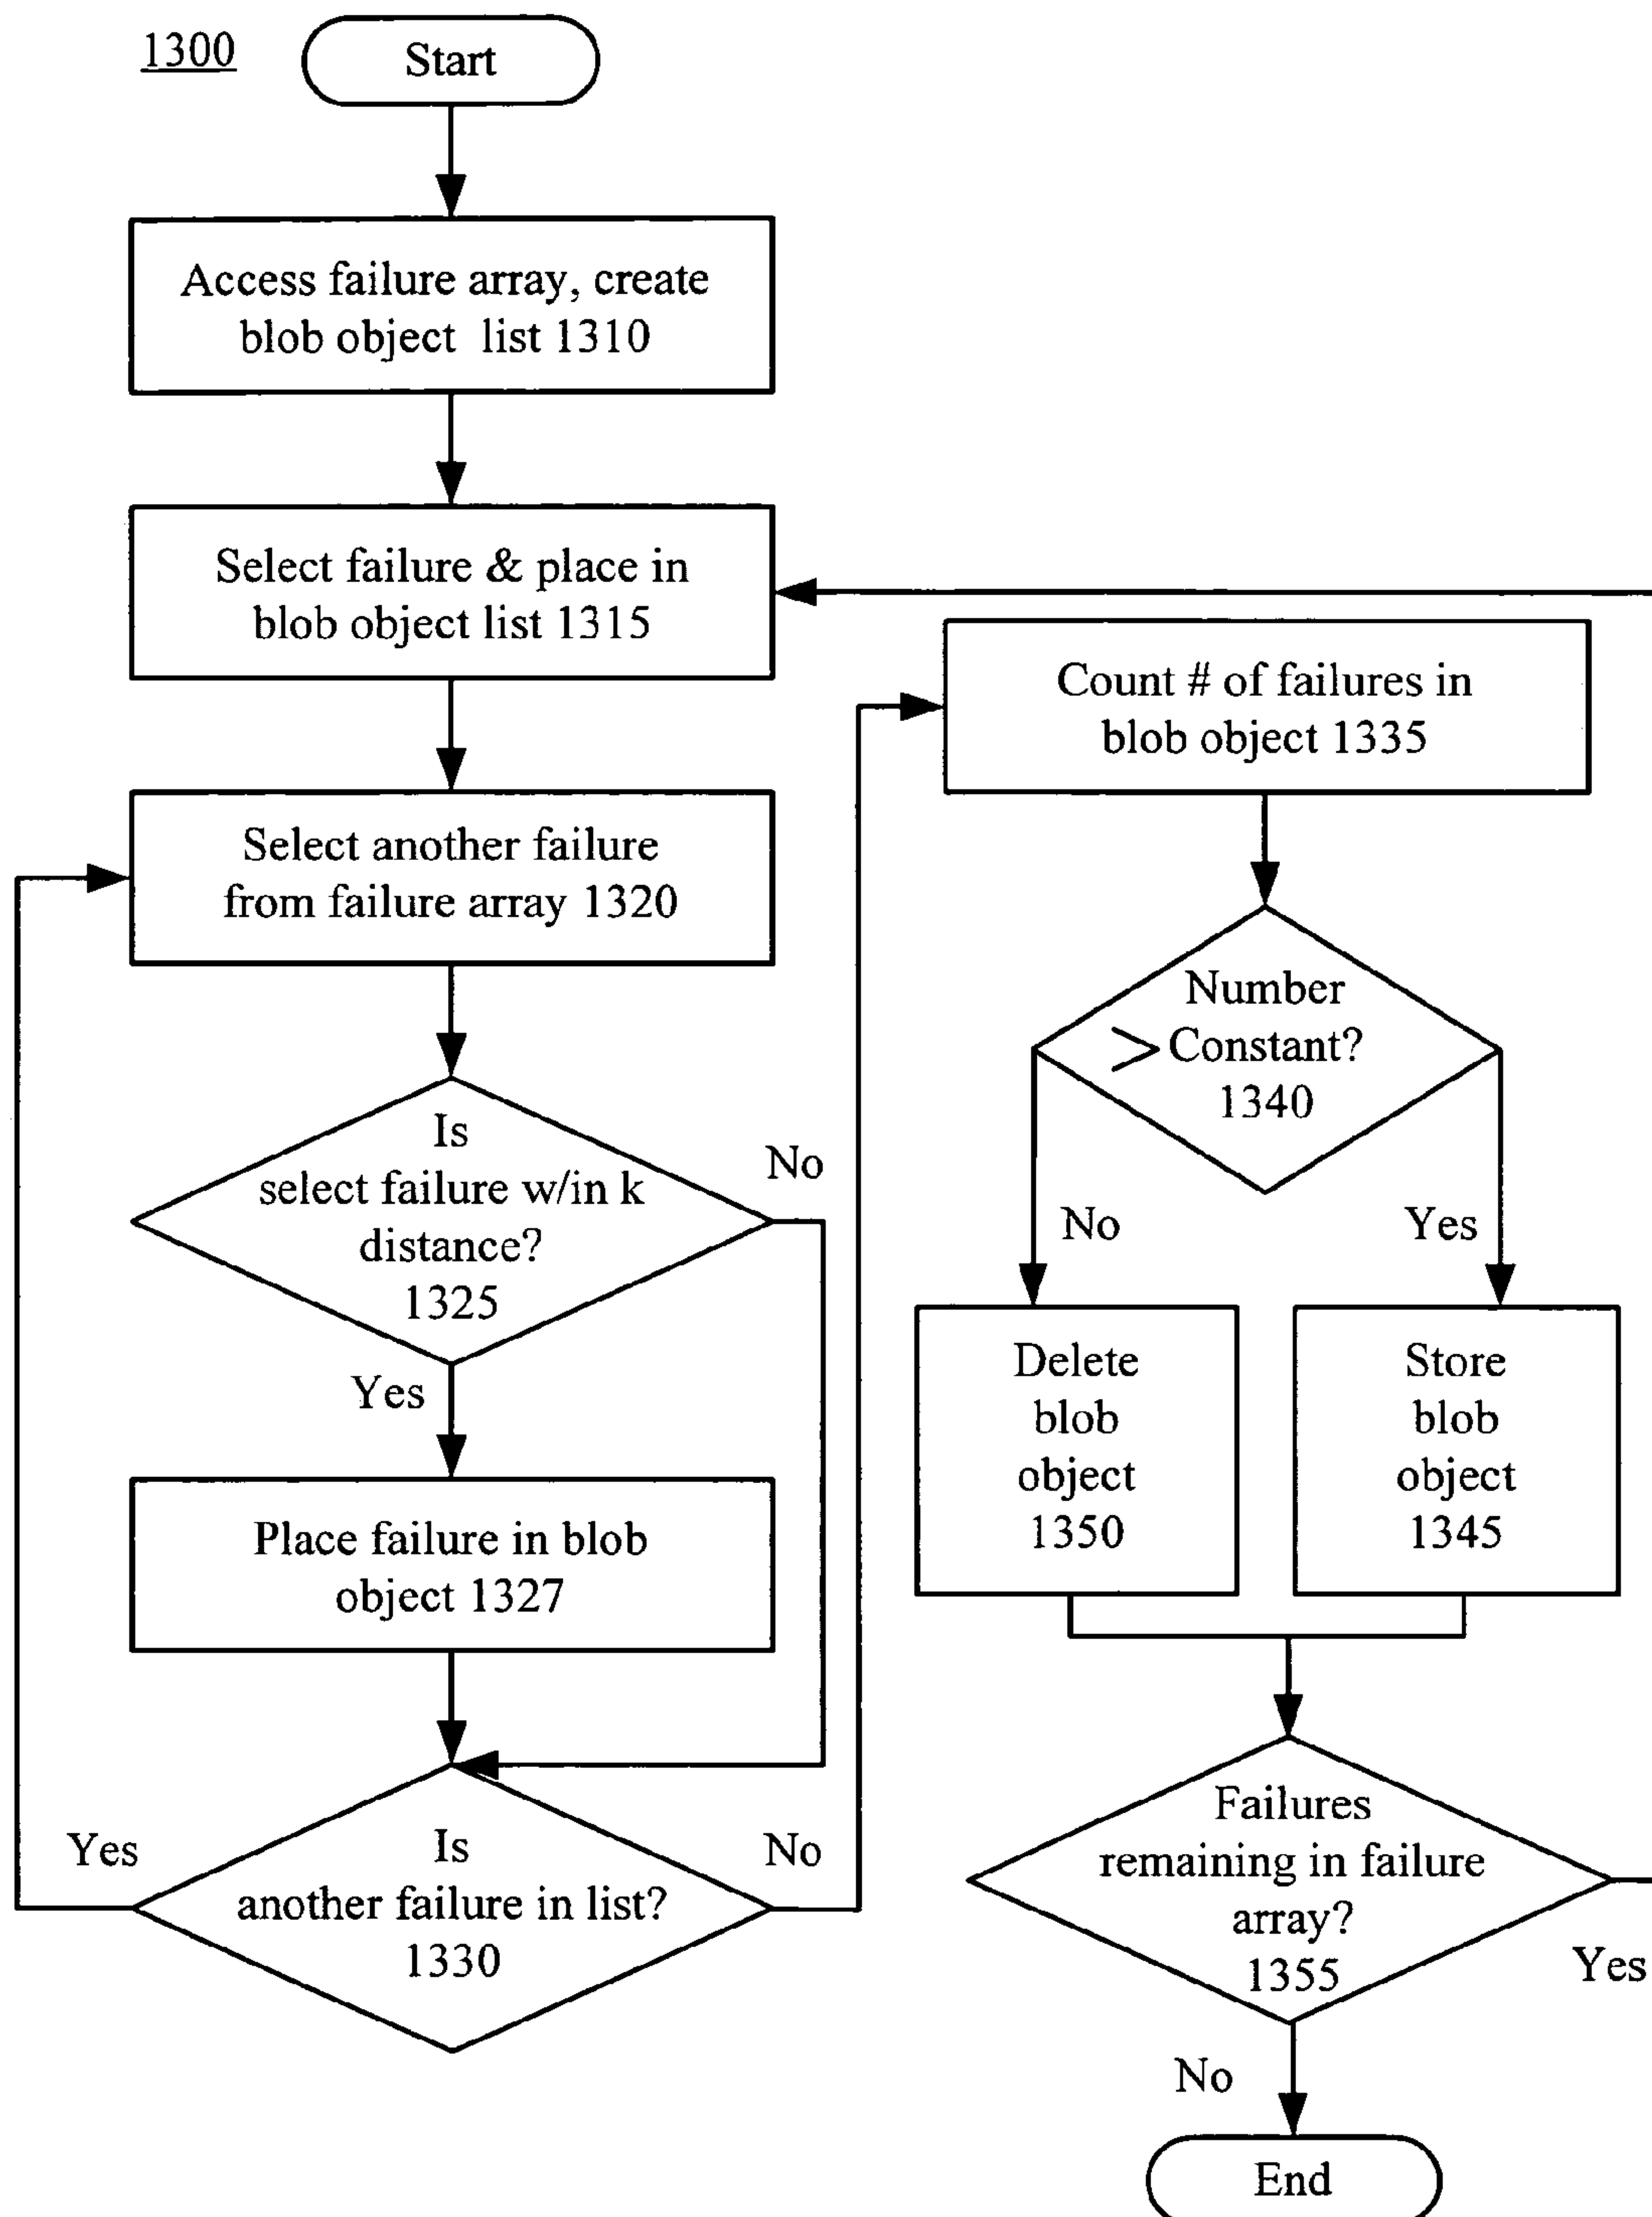 1300
Start
Access failure array, create
blob object list 1310
Select failure & place in
blob object list 1315
Select another failure
from failure array 1320
Is
select failure w/in k
distance?
1325
No
Yes
Place failure in blob
object 1327
Is
another failure in list?
1330
Yes
No
Count # of failures in
blob object 1335
Number
> Constant?
1340
No
Yes
Delete
blob
object
1350
Store
blob
object
1345
Failures
remaining in failure
array?
1355
Yes
No
End